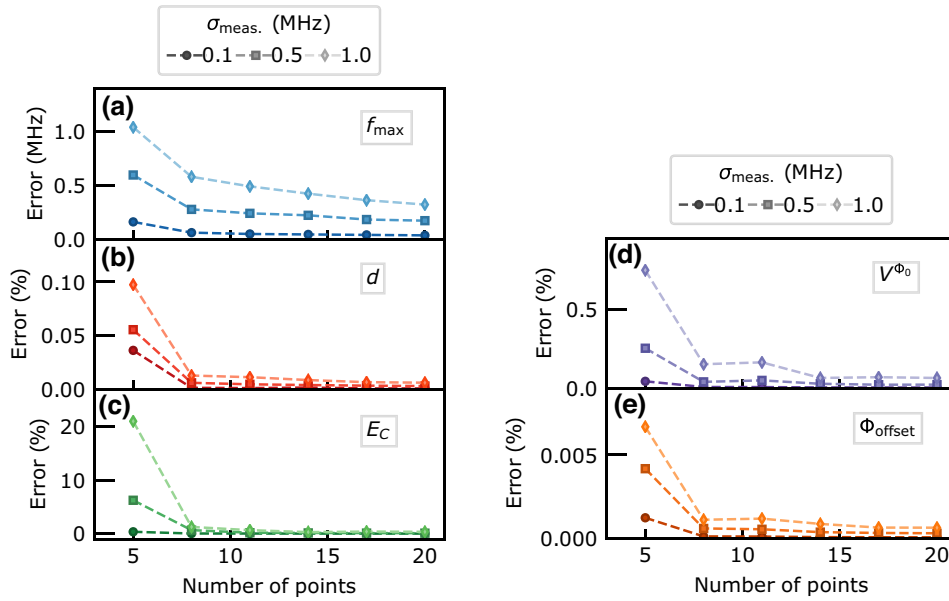 σmeas. (MHz)
0.1 0.5 1.0
(a)
fmax
Error (MHz)
1.0
0.5
0.0
(b)
d
Error (%)
0.10
0.05
0.00
(c)
EC
Error (%)
20
10
0
5 10 15 20
Number of points
σmeas. (MHz)
0.1 0.5 1.0
(d)
VΦ0
Error (%)
0.5
0.0
(e)
Φoffset
Error (%)
0.005
0.000
5 10 15 20
Number of points